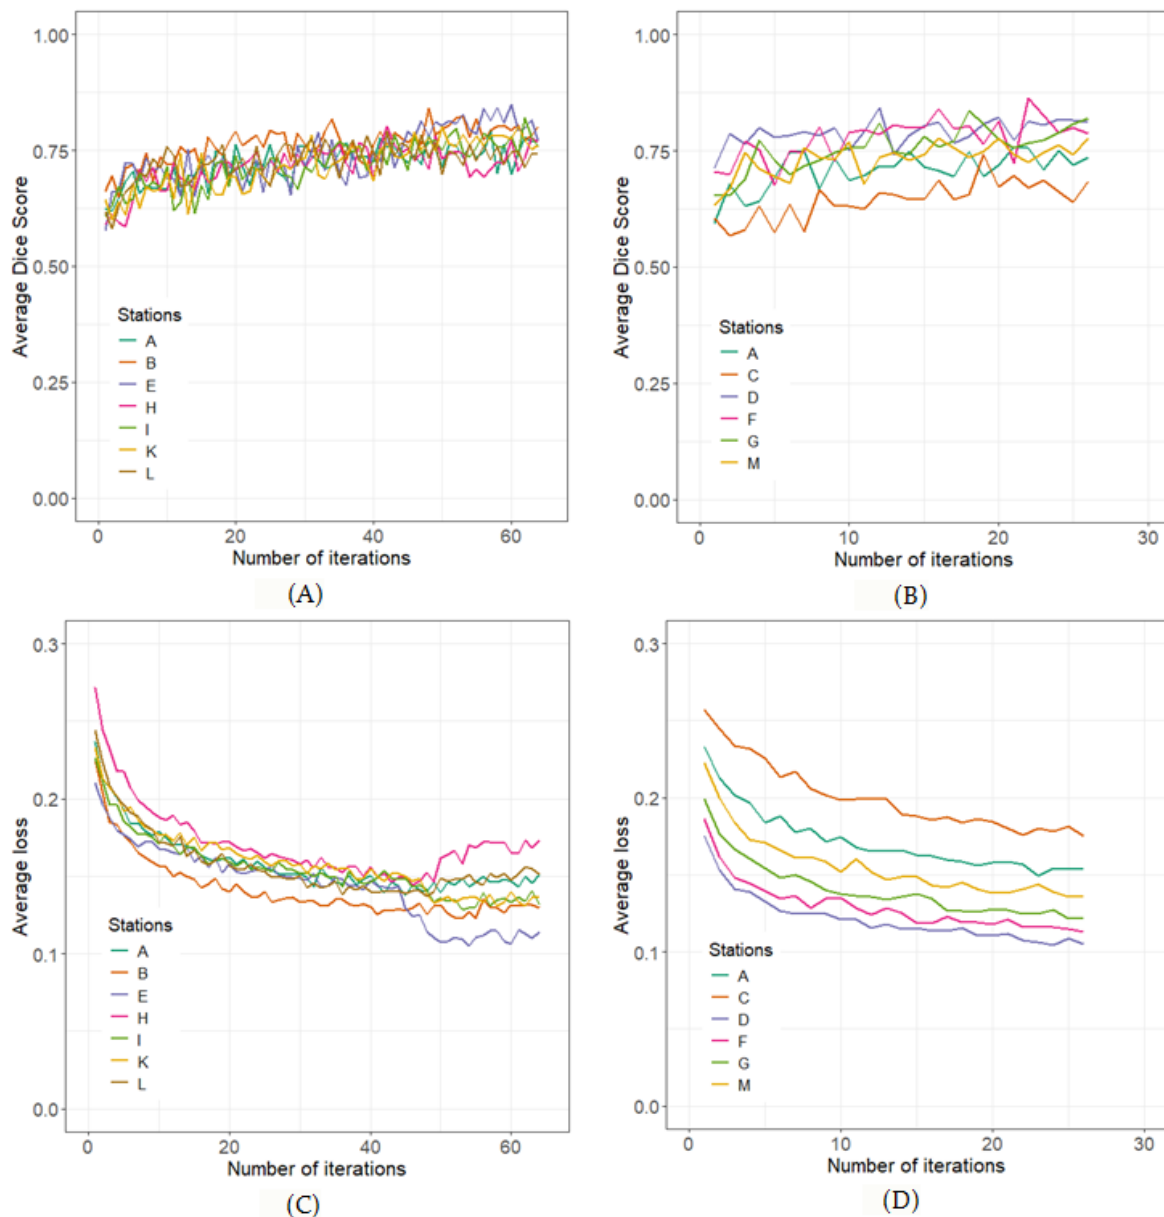 1.00
0.75
0.50
0.25
0.00
Average Dice Score
Stations
A
B
E
H
I
K
L
0 20 40 60
Number of iterations
(A)
1.00
0.75
0.50
0.25
0.00
Average Dice Score
Stations
A
C
D
F
G
M
0 10 20 30
Number of iterations
(B)
0.3
0.2
0.1
0.0
Average loss
Stations
A
B
E
H
I
K
L
0 20 40 60
Number of iterations
(C)
0.3
0.2
0.1
0.0
Average loss
Stations
A
C
D
F
G
M
0 10 20 30
Number of iterations
(D)